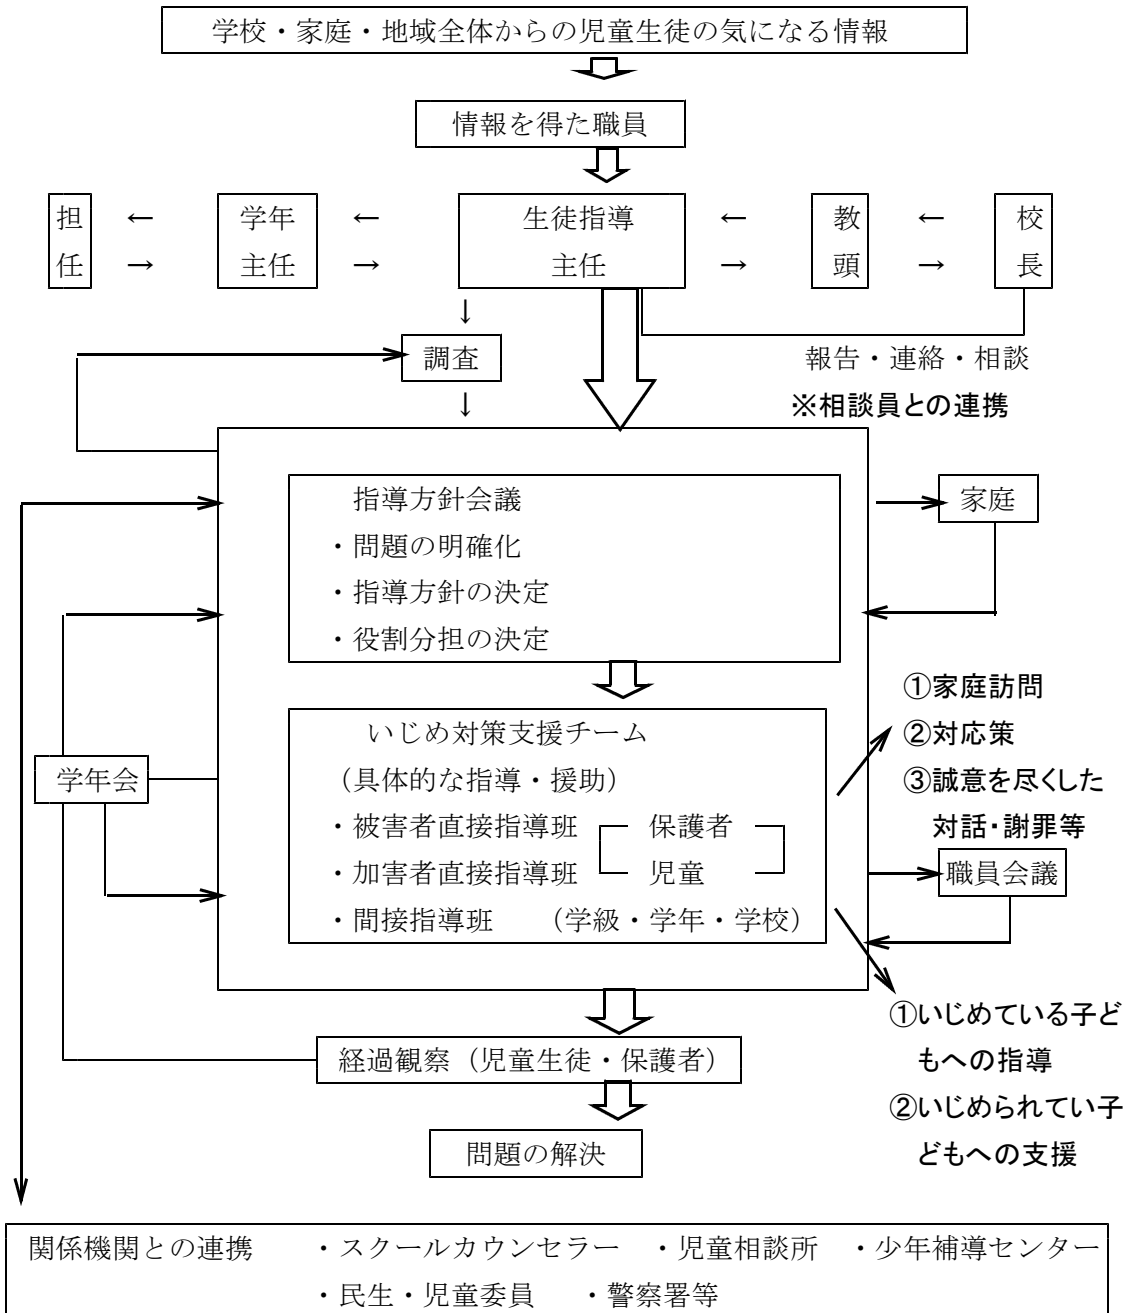 学校・家庭・地域全体からの児童生徒の気になる情報
情報を得た職員
担任
←
→
学年
主任
←
→
生徒指導
主任
←
→
教頭
←
→
校長
↓
調査
↓
報告・連絡・相談
※相談員との連携
指導方針会議
・問題の明確化
・指導方針の決定
・役割分担の決定
家庭
いじめ対策支援チーム
（具体的な指導・援助）
・被害者直接指導班 保護者
・加害者直接指導班 児童
・間接指導班 （学級・学年・学校）
①家庭訪問
②対応策
③誠意を尽くした
対話・謝罪等
学年会
職員会議
①いじめている子ど
もへの指導
②いじめられてい子
どもへの支援
経過観察（児童生徒・保護者）
問題の解決
関係機関との連携 ・スクールカウンセラー ・児童相談所 ・少年補導センター
・民生・児童委員 ・警察署等